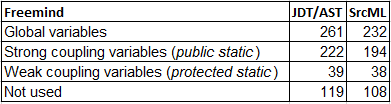 Freemind JDT/AST SrcML
Global variables 261 232
Strong coupling variables (public static) 222 194
Weak coupling variables (protected static) 39 38
Not used 119 108